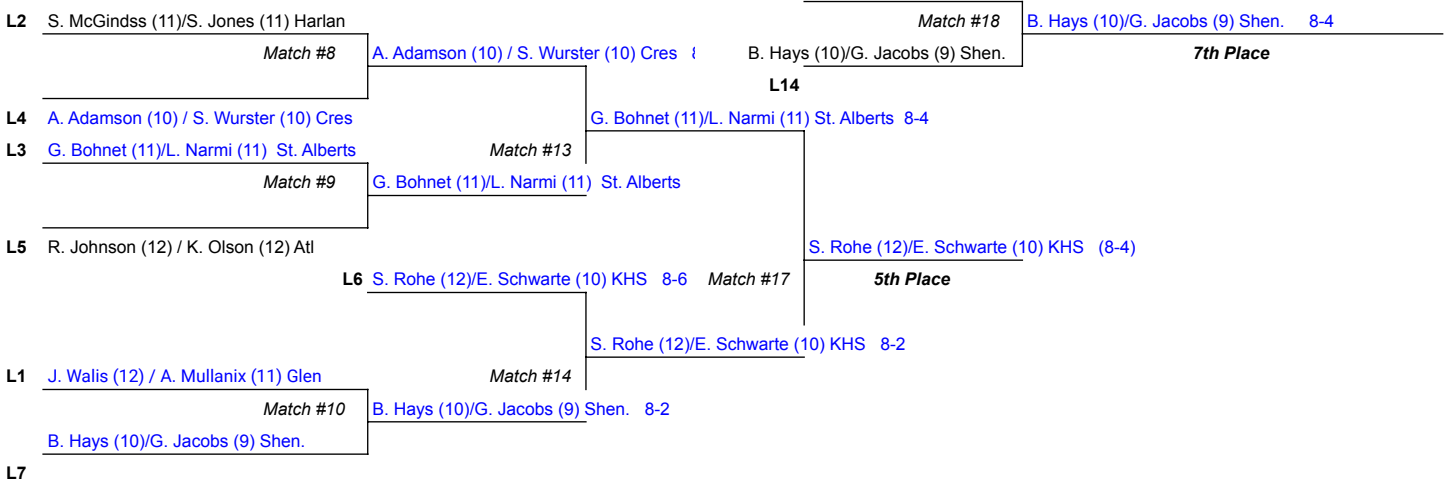 L2 S. McGindss (11)/S. Jones (11) Harlan Match #18 B. Hays (10)/G. Jacobs (9) Shen. 8-4
Match #8 A. Adamson (10) / S. Wurster (10) Cres B. Hays (10)/G. Jacobs (9) Shen. 7th Place
L14
L4 A. Adamson (10) / S. Wurster (10) Cres G. Bohnet (11)/L. Narmi (11) St. Alberts 8-4
L3 G. Bohnet (11)/L. Narmi (11) St. Alberts Match #13
Match #9 G. Bohnet (11)/L. Narmi (11) St. Alberts
L5 R. Johnson (12) / K. Olson (12) Atl S. Rohe (12)/E. Schwarte (10) KHS (8-4)
L6 S. Rohe (12)/E. Schwarte (10) KHS 8-6 Match #17 5th Place
S. Rohe (12)/E. Schwarte (10) KHS 8-2
L1 J. Walis (12) / A. Mullanix (11) Glen Match #14
Match #10 B. Hays (10)/G. Jacobs (9) Shen. 8-2
B. Hays (10)/G. Jacobs (9) Shen.
L7